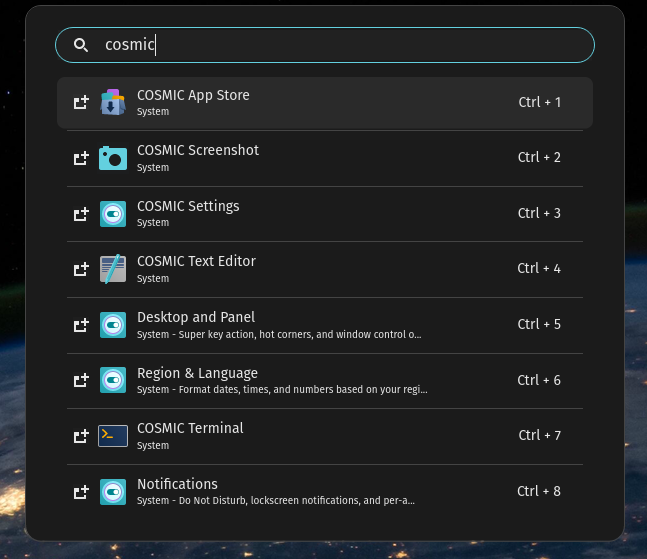 cosmic
COSMIC App Store
System
Ctrl + 1
COSMIC Screenshot
System
Ctrl + 2
COSMIC Settings
System
Ctrl + 3
COSMIC Text Editor
System
Ctrl + 4
Desktop and Panel
System - Super key action, hot corners, and window control o...
Ctrl + 5
Region & Language
System - Format dates, times, and numbers based on your regi...
Ctrl + 6
COSMIC Terminal
System
Ctrl + 7
Notifications
System - Do Not Disturb, lockscreen notifications, and per-a...
Ctrl + 8